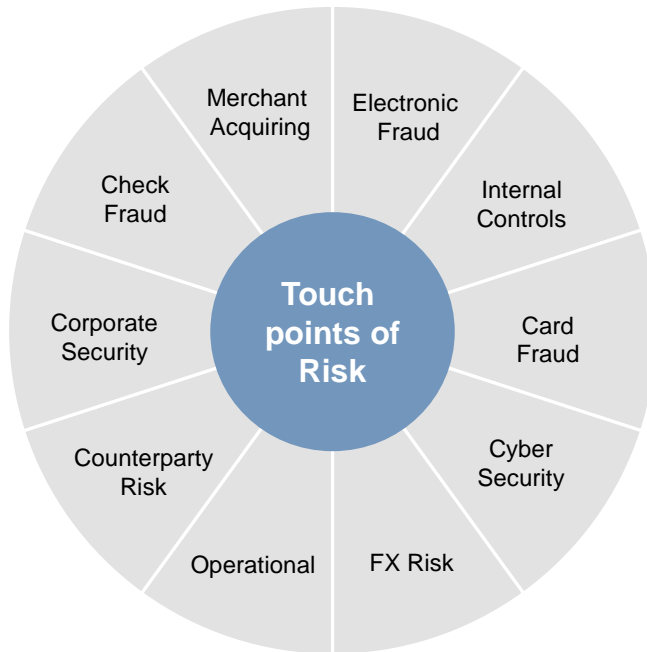 Merchant
Acquiring
Electronic
Fraud
Check
Fraud
Internal
Controls
Touch
points of
Risk
Corporate
Security
Card
Fraud
Counterparty
Risk
Cyber
Security
Operational
FX Risk